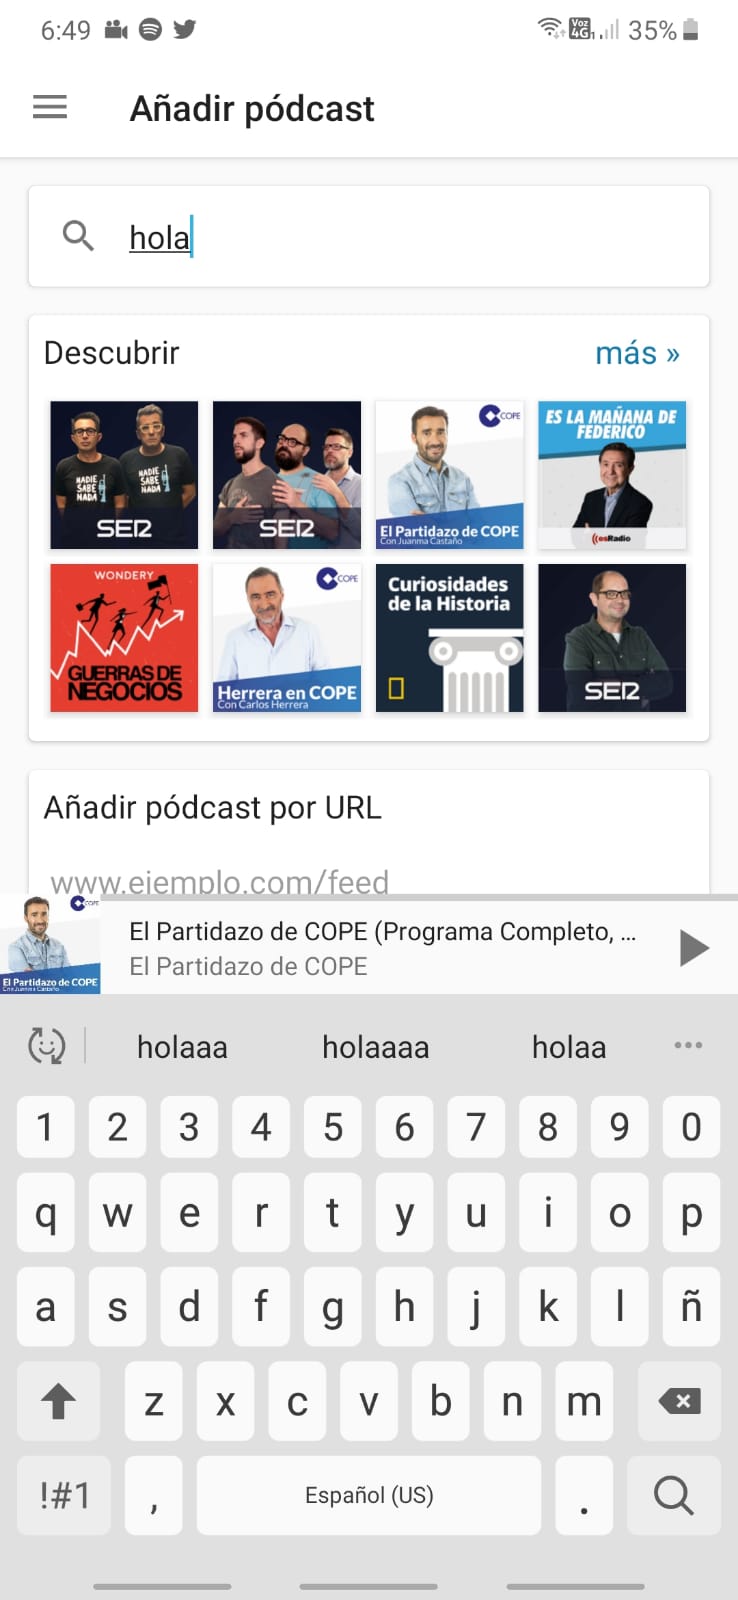 6:49
Voz
4G 1
35%
Añadir pódcast
hola
Descubrir
más »
NADIE
SABE
NADA
NADIE
SABE
NADA
SER
SER
COPE
El Partidazo de COPE
Con Juanma Castaño
ES LA MAÑANA DE
FEDERICO
esRadio
WONDERY
GUERRAS DE
NEGOCIOS
COPE
Herrera en COPE
Con Carlos Herrera
Curiosidades
de la Historia
SER
Añadir pódcast por URL
www.ejemplo.com/feed
COPE
El Partidazo de COPE
Con Juanma Castaño
El Partidazo de COPE (Programa Completo, ...
El Partidazo de COPE
holaaa holaaaa holaa ...
1 2 3 4 5 6 7 8 9 0
q w e r t y u i o p
a s d f g h j k l ñ
z x c v b n m
!#1 , Español (US) .